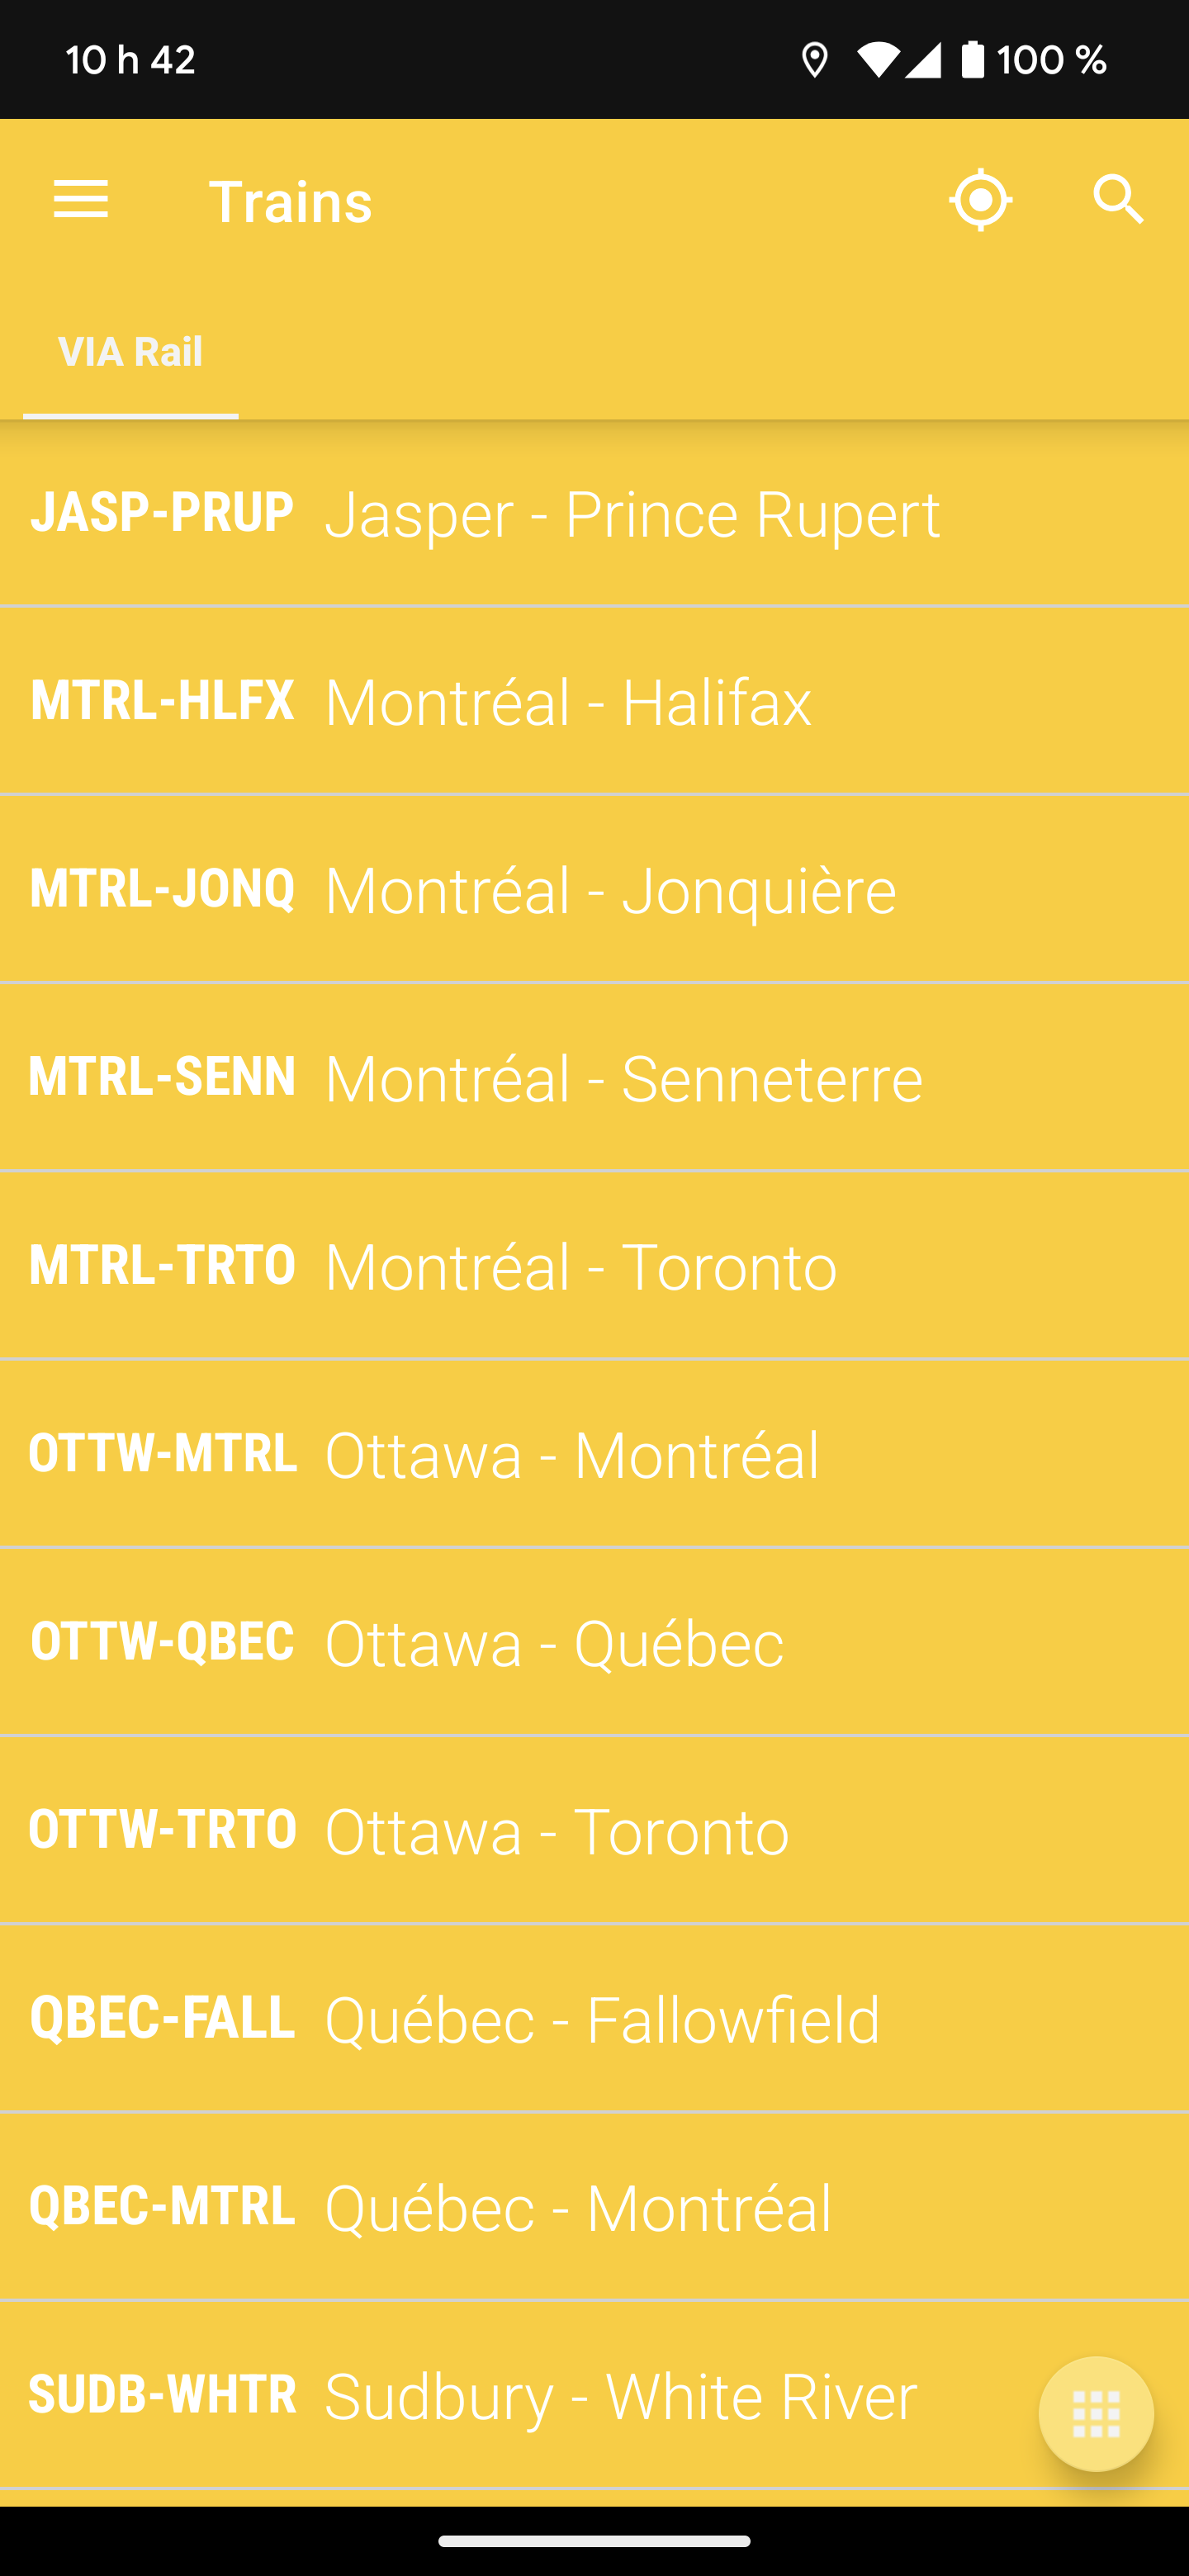 10 h 42 100 %
Trains
VIA Rail
JASP-PRUP Jasper - Prince Rupert
MTRL-HLFX Montréal - Halifax
MTRL-JONQ Montréal - Jonquière
MTRL-SENN Montréal - Senneterre
MTRL-TRTO Montréal - Toronto
OTTW-MTRL Ottawa - Montréal
OTTW-QBEC Ottawa - Québec
OTTW-TRTO Ottawa - Toronto
QBEC-FALL Québec - Fallowfield
QBEC-MTRL Québec - Montréal
SUDB-WHTR Sudbury - White River